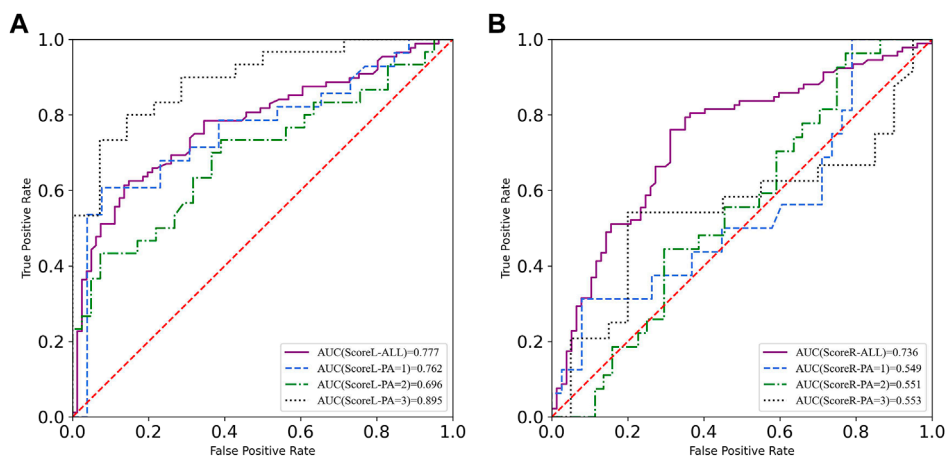 A
B
1.0
0.8
0.6
0.4
0.2
0.0
True Positive Rate
0.0 0.2 0.4 0.6 0.8 1.0
False Positive Rate
AUC(ScoreL-ALL)=0.777
AUC(ScoreL-PA=1)=0.762
AUC(ScoreL-PA=2)=0.696
AUC(ScoreL-PA=3)=0.895
1.0
0.8
0.6
0.4
0.2
0.0
True Positive Rate
0.0 0.2 0.4 0.6 0.8 1.0
False Positive Rate
AUC(ScoreR-ALL)=0.736
AUC(ScoreR-PA=1)=0.549
AUC(ScoreR-PA=2)=0.551
AUC(ScoreR-PA=3)=0.553